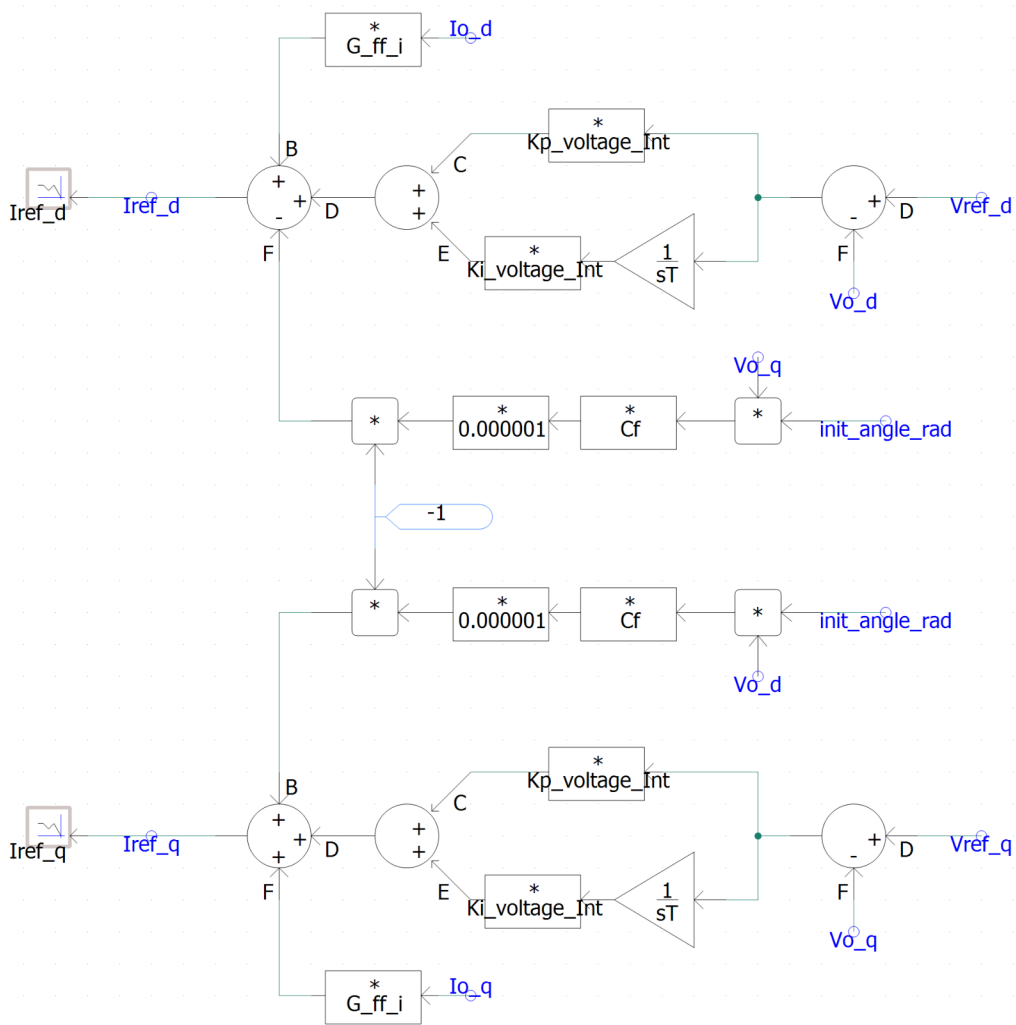 *
G_ff_i
Io_d
*
Kp_voltage_Int
B
C
+
+
-
+
+
D
+
-
D
Iref_d
Iref_d
Vref_d
F
E
*
Ki_voltage_Int
1
sT
F
Vo_d
Vo_q
*
*
0.000001
*
Cf
*
init_angle_rad
-1
*
*
0.000001
*
Cf
*
init_angle_rad
Vo_d
*
Kp_voltage_Int
B
C
+
+
+
+
+
D
+
-
D
Iref_q
Iref_q
Vref_q
F
E
*
Ki_voltage_Int
1
sT
F
Vo_q
*
G_ff_i
Io_q